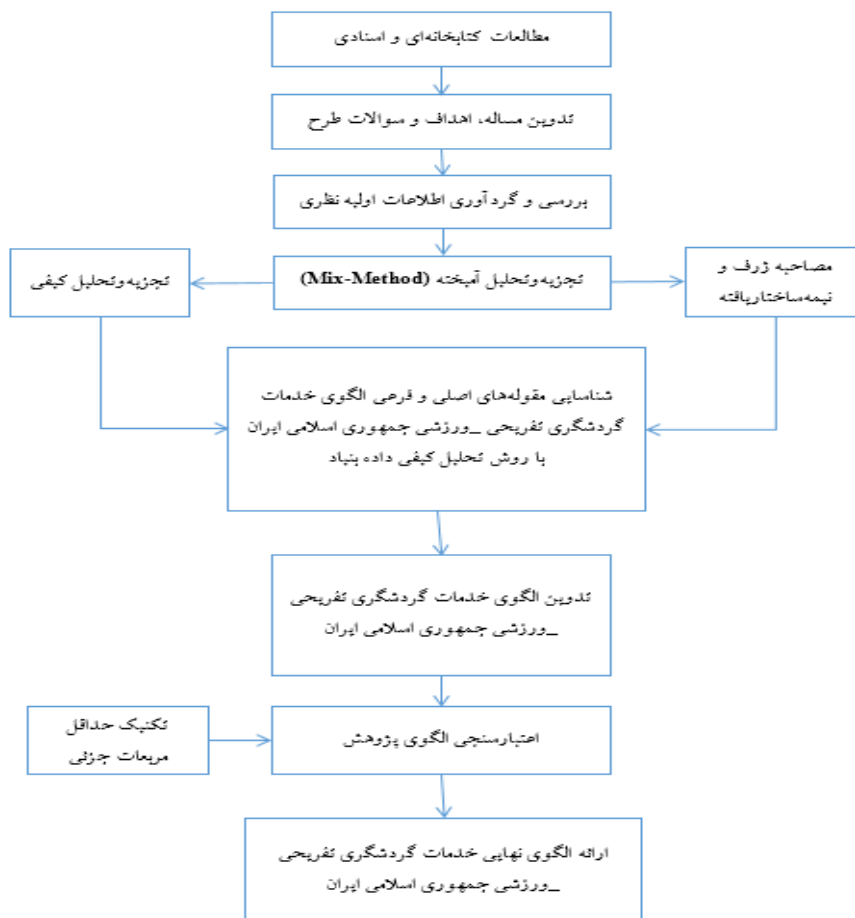 مطالعات کتابخانه‌ای و اسنادی
تدوین مساله، اهداف و سوالات طرح
بررسی و گردآوری اطلاعات اولیه نظری
تجزیه‌وتحلیل آمیخته (Mix-Method)
مصاحبه ژرف و
نیمه‌ساختاریافته
تجزیه‌وتحلیل کیفی
شناسایی مقوله‌های اصلی و فرعی الگوی خدمات
گردشگری تفریحی _ورزشی جمهوری اسلامی ایران
با روش تحلیل کیفی داده بنیاد
تدوین الگوی خدمات گردشگری تفریحی
_ورزشی جمهوری اسلامی ایران
اعتبارسنجی الگوی پژوهش
تکنیک حداقل
مربعات جزئی
ارائه الگوی نهایی خدمات گردشگری تفریحی
_ورزشی جمهوری اسلامی ایران